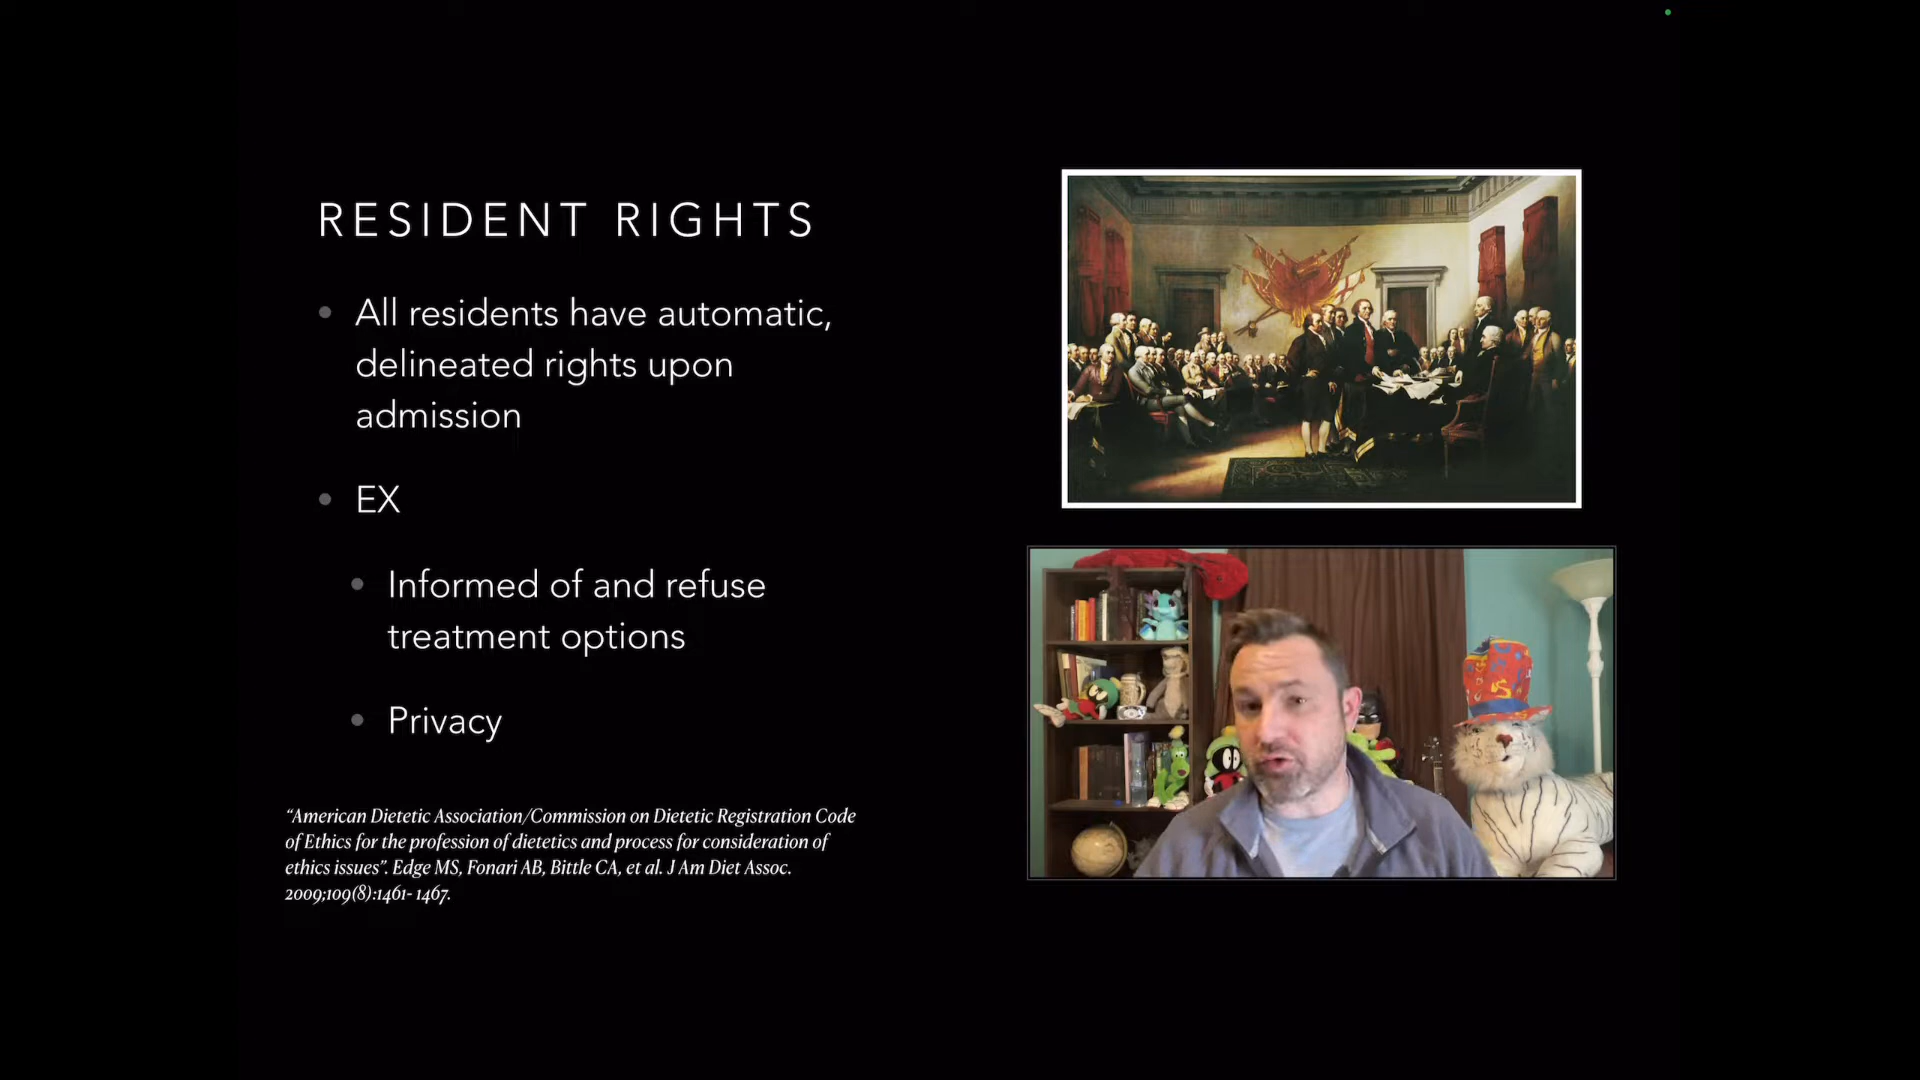 RESIDENT RIGHTS
All residents have automatic,
delineated rights upon
admission
EX
Informed of and refuse
treatment options
Privacy
“American Dietetic Association/Commission on Dietetic Registration Code
of Ethics for the profession of dietetics and process for consideration of
ethics issues”. Edge MS, Fonari AB, Bittle CA, et al. J Am Diet Assoc.
2009;109(8):1461- 1467.